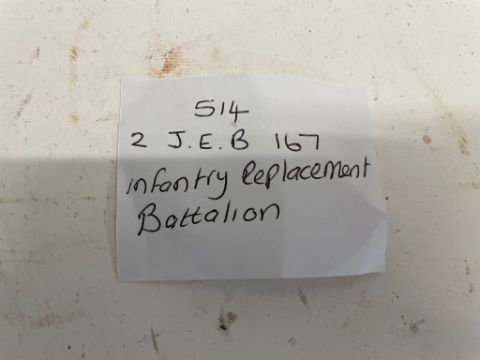 514
2 J.E.B 167
infantry Replacement
Battalion